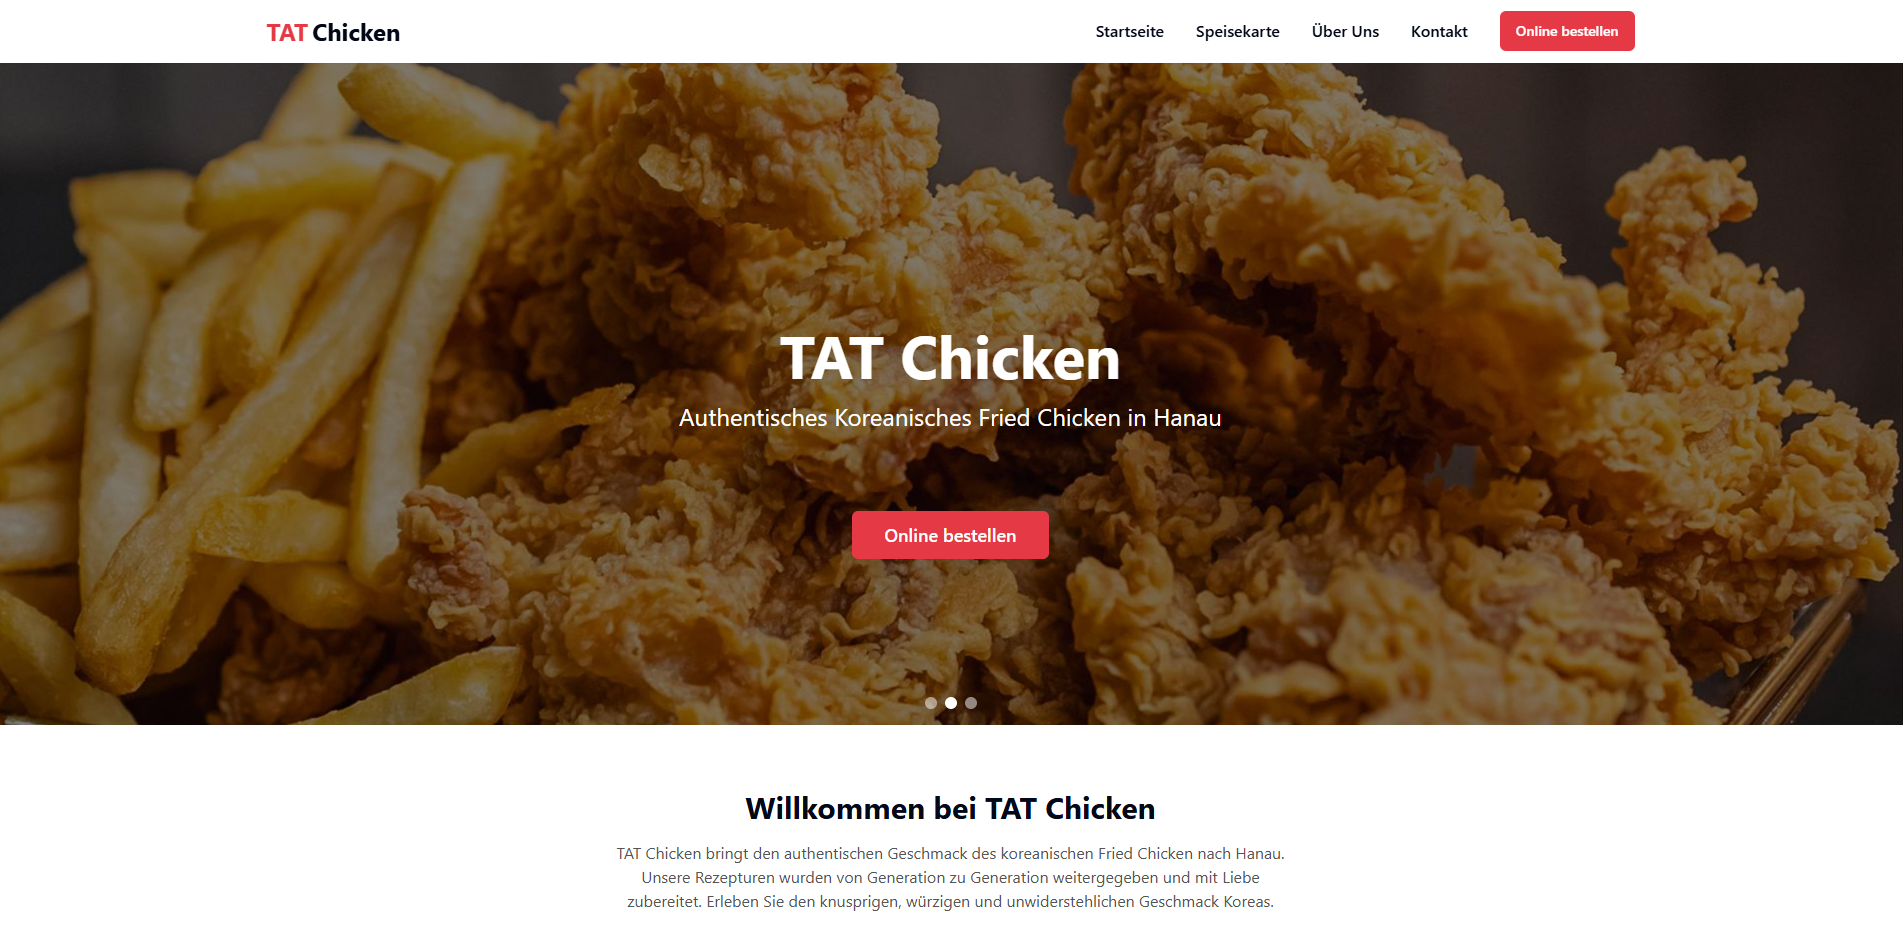 TAT Chicken
Startseite
Speisekarte
Über Uns
Kontakt
Online bestellen
TAT Chicken
Authentisches Koreanisches Fried Chicken in Hanau
Online bestellen
Willkommen bei TAT Chicken
TAT Chicken bringt den authentischen Geschmack des koreanischen Fried Chicken nach Hanau.
Unsere Rezepturen wurden von Generation zu Generation weitergegeben und mit Liebe
zubereitet. Erleben Sie den knusprigen, würzigen und unwiderstehlichen Geschmack Koreas.